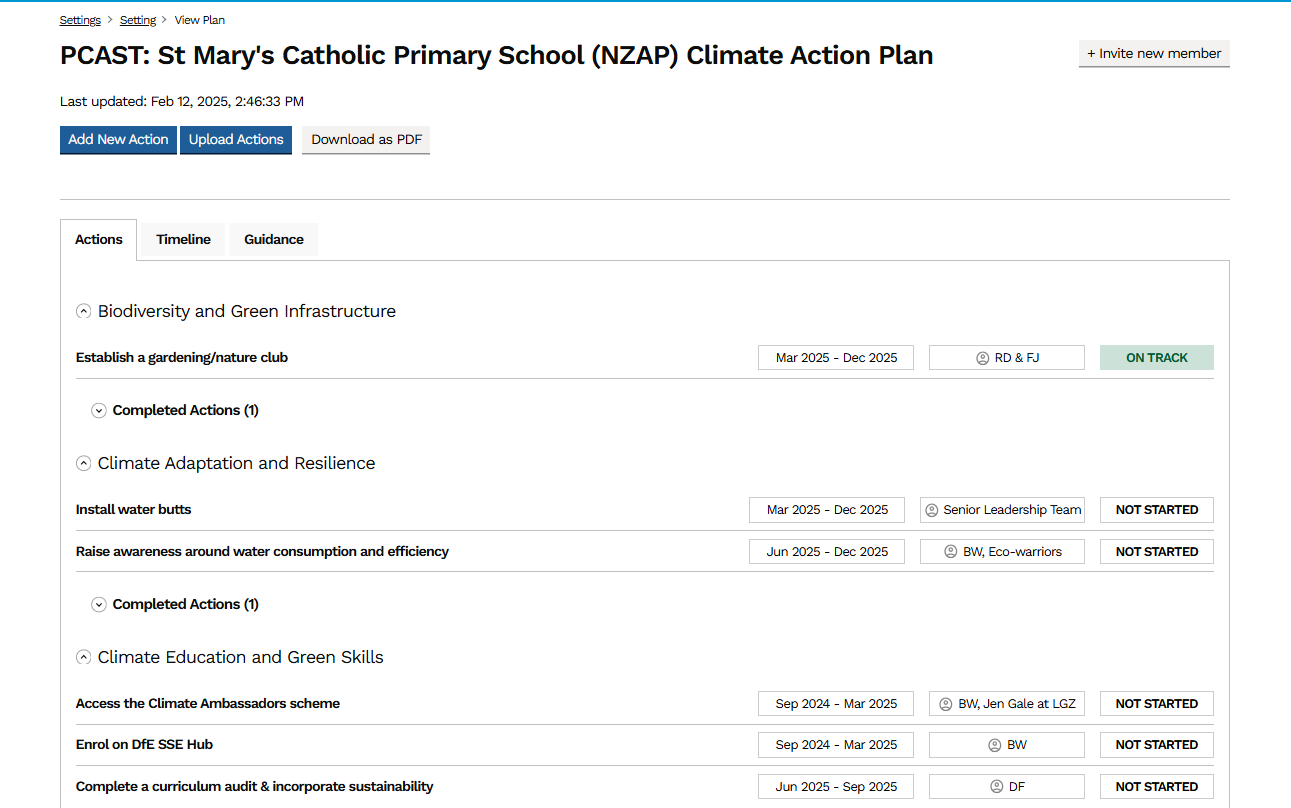 Settings > Setting > View Plan
PCAST: St Mary's Catholic Primary School (NZAP) Climate Action Plan
+ Invite new member
Last updated: Feb 12, 2025, 2:46:33 PM
Add New Action Upload Actions Download as PDF
Actions Timeline Guidance
Biodiversity and Green Infrastructure
Establish a gardening/nature club Mar 2025 - Dec 2025 RD & FJ ON TRACK
Completed Actions (1)
Climate Adaptation and Resilience
Install water butts Mar 2025 - Dec 2025 Senior Leadership Team NOT STARTED
Raise awareness around water consumption and efficiency Jun 2025 - Dec 2025 BW, Eco-warriors NOT STARTED
Completed Actions (1)
Climate Education and Green Skills
Access the Climate Ambassadors scheme Sep 2024 - Mar 2025 BW, Jen Gale at LGZ NOT STARTED
Enrol on DfE SSE Hub Sep 2024 - Mar 2025 BW NOT STARTED
Complete a curriculum audit & incorporate sustainability Jun 2025 - Sep 2025 DF NOT STARTED